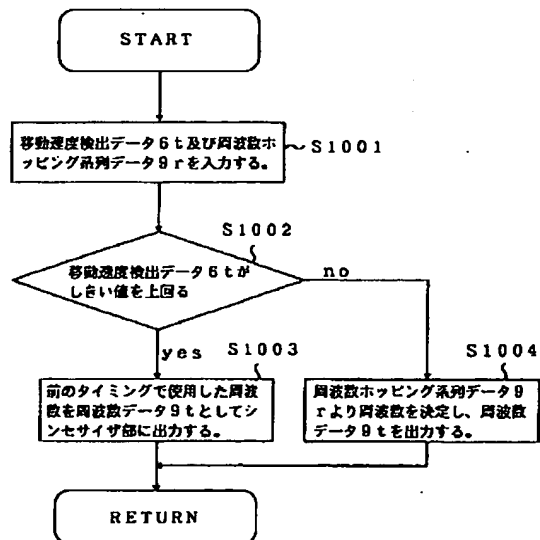 START
移動速度検出データ6t及び周波数ホ
ッピング系列データ9rを入力する。
S1001
S1002
移動速度検出データ6tが
しきい値を上回る
no
yes
S1003
S1004
前のタイミングで使用した周波
数を周波数データ9tとしてシ
ンセサイザ部に出力する。
周波数ホッピング系列データ9
rより周波数を決定し、周波数
データ9tを出力する。
RETURN